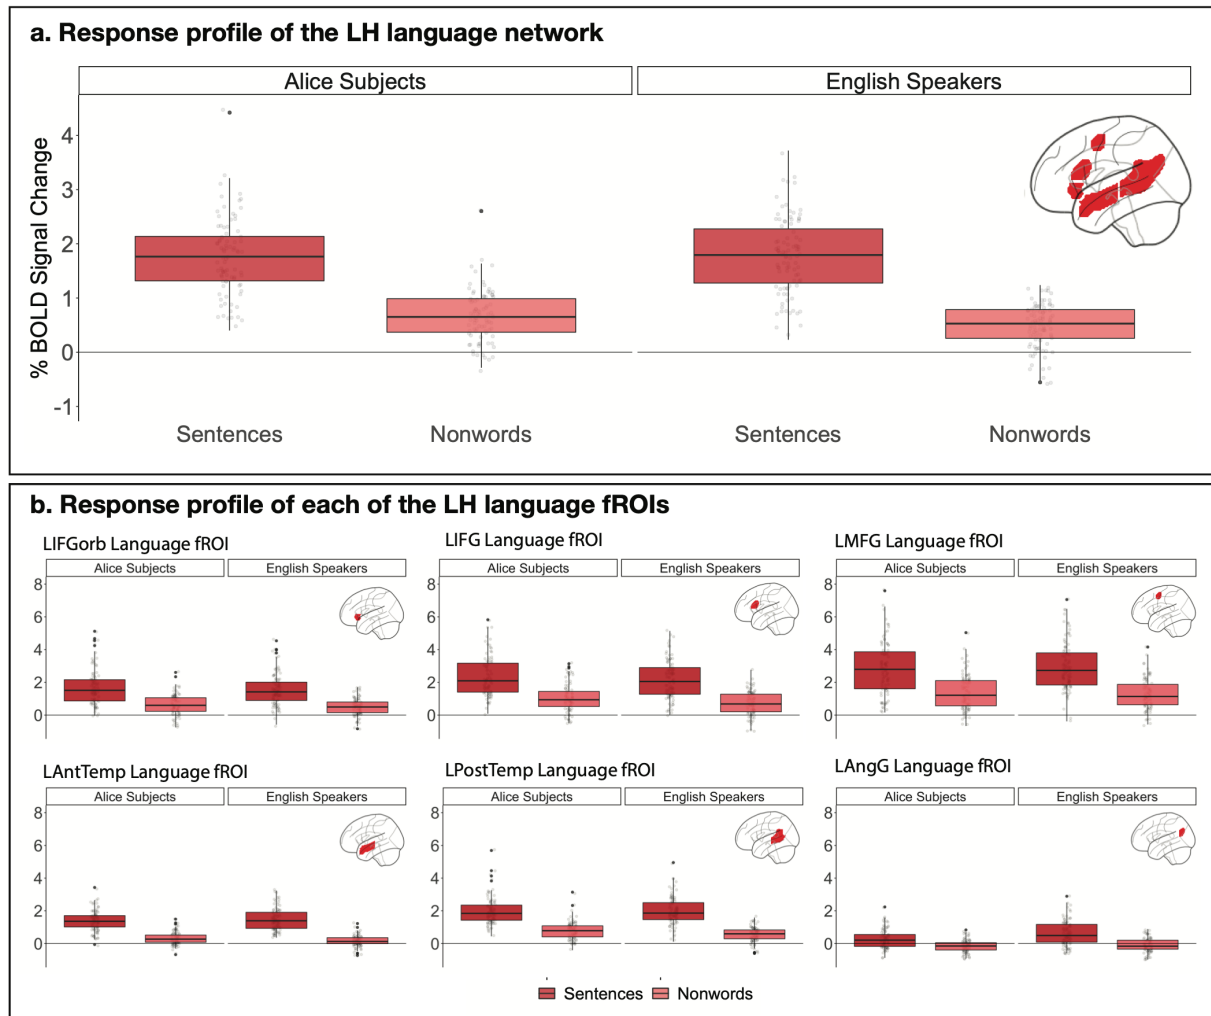 a. Response profile of the LH language network
Alice Subjects English Speakers
% BOLD Signal Change
4
3
2
1
0
-1
Sentences Nonwords Sentences Nonwords
b. Response profile of each of the LH language fROIs
LIFGorb Language fROI
Alice Subjects English Speakers
8
6
4
2
0
LIFG Language fROI
Alice Subjects English Speakers
8
6
4
2
0
LMFG Language fROI
Alice Subjects English Speakers
8
6
4
2
0
LAntTemp Language fROI
Alice Subjects English Speakers
8
6
4
2
0
LPostTemp Language fROI
Alice Subjects English Speakers
8
6
4
2
0
LAngG Language fROI
Alice Subjects English Speakers
8
6
4
2
0
Sentences Nonwords